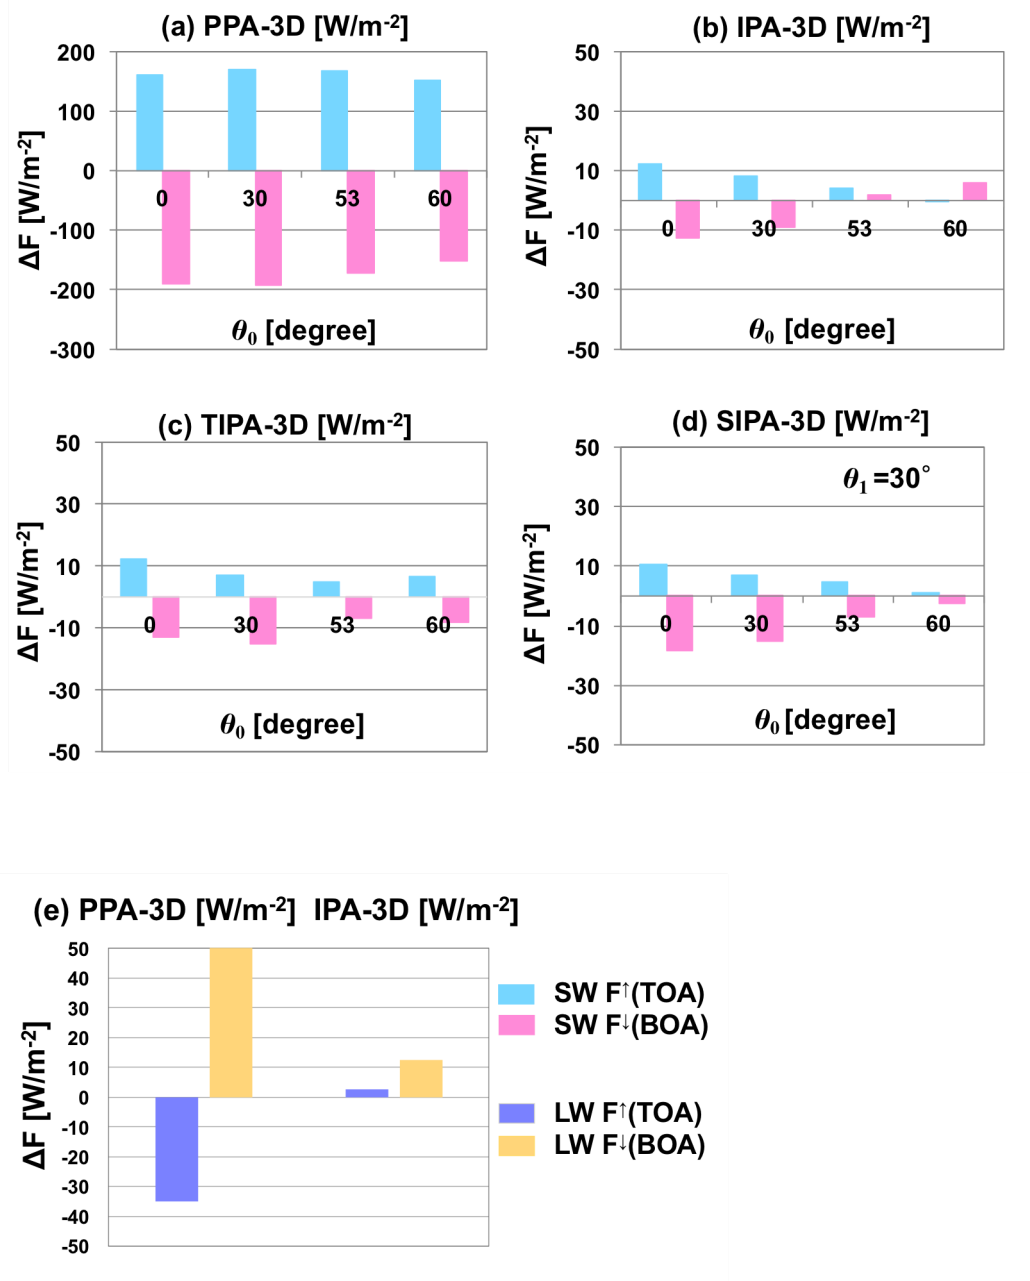 (a) PPA-3D [W/m-2]
200
100
0
-100
-200
-300
ΔF [W/m-2]
0 30 53 60
θ0 [degree]
(b) IPA-3D [W/m-2]
50
30
10
-10
-30
-50
ΔF [W/m-2]
0 30 53 60
θ0 [degree]
(c) TIPA-3D [W/m-2]
50
30
10
-10
-30
-50
ΔF [W/m-2]
0 30 53 60
θ0 [degree]
(d) SIPA-3D [W/m-2]
θ1 =30°
50
30
10
-10
-30
-50
ΔF [W/m-2]
0 30 53 60
θ0 [degree]
(e) PPA-3D [W/m-2] IPA-3D [W/m-2]
50
40
30
20
10
0
-10
-20
-30
-40
-50
ΔF [W/m-2]
SW F↑(TOA)
SW F↓(BOA)
LW F↑(TOA)
LW F↓(BOA)